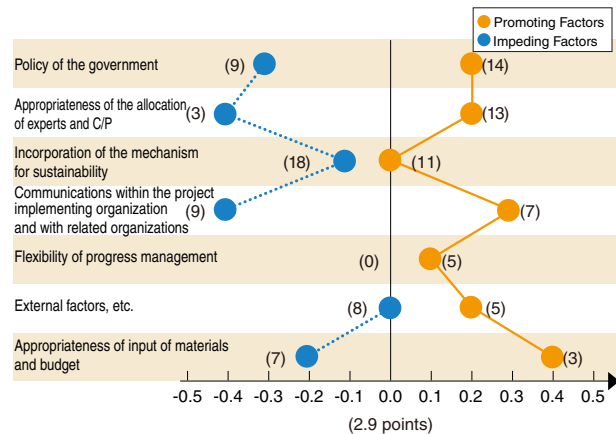 Promoting Factors
Impeding Factors
Policy of the government
(9)
(14)
Appropriateness of the allocation
of experts and C/P
(3)
(13)
Incorporation of the mechanism
for sustainability
(18)
(11)
Communications within the project
implementing organization
and with related organizations
(9)
(7)
Flexibility of progress management
(0)
(5)
External factors, etc.
(8)
(5)
Appropriateness of input of materials
and budget
(7)
(3)
-0.5 -0.4 -0.3 -0.2 -0.1 0.0 0.1 0.2 0.3 0.4 0.5
(2.9 points)